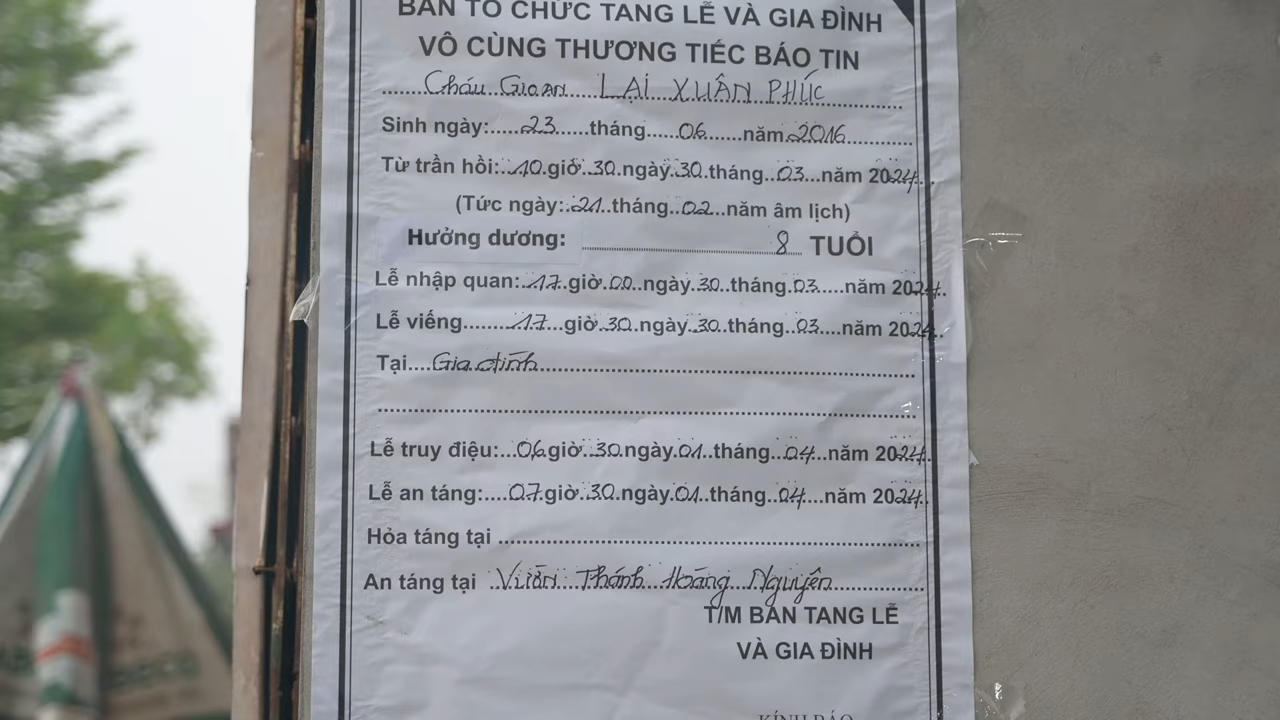 BAN TỔ CHỨC TANG LỄ VÀ GIA ĐÌNH
VÔ CÙNG THƯƠNG TIẾC BÁO TIN
Cháu Gioan LẠI XUÂN PHÚC
Sinh ngày: 23 tháng 06 năm 2016
Từ trần hồi: 10 giờ 30 ngày 30 tháng 03 năm 2024
(Tức ngày: 21 tháng 02 năm âm lịch)
Hưởng dương: 8 TUỔI
Lễ nhập quan: 17 giờ 00 ngày 30 tháng 03 năm 2024
Lễ viếng 17 giờ 30 ngày 30 tháng 03 năm 2024
Tại Gia đình
Lễ truy điệu: 06 giờ 30 ngày 01 tháng 04 năm 2024
Lễ an táng: 07 giờ 30 ngày 01 tháng 04 năm 2024
Hỏa táng tại
An táng tại Vườn Thánh Hoàng Nguyên
T/M BAN TANG LỄ
VÀ GIA ĐÌNH
KÍNH BÁO